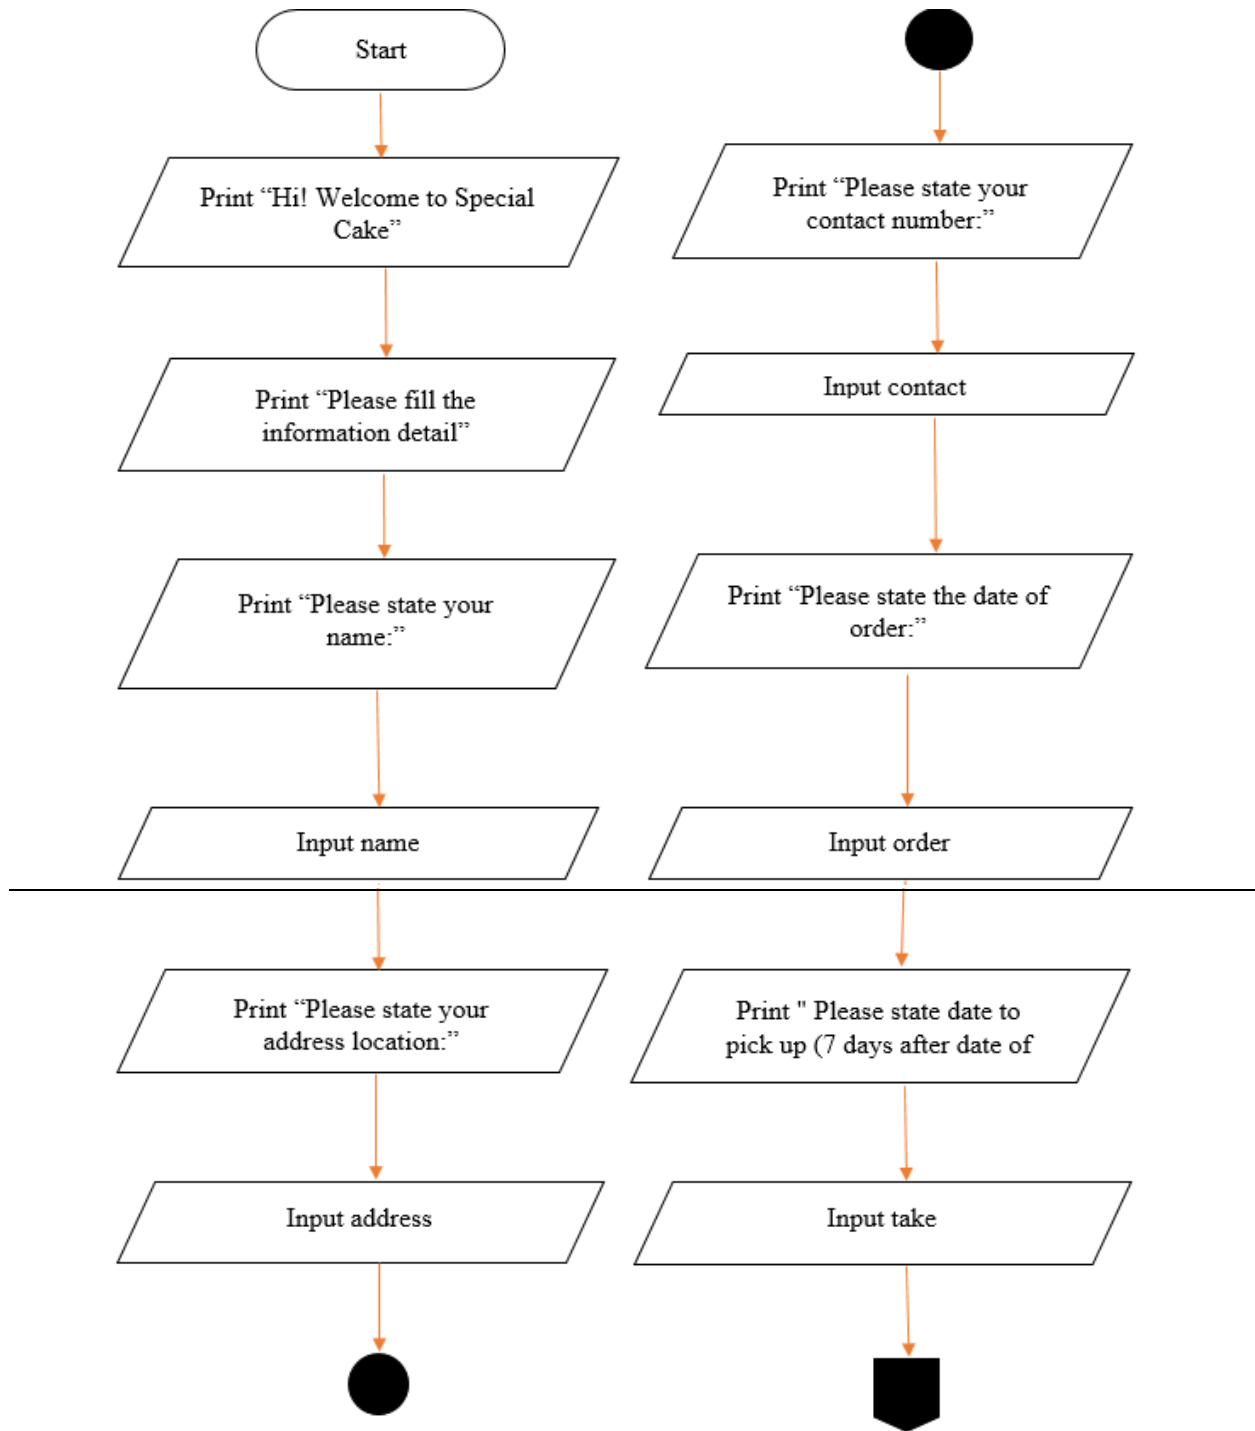 Start
Print “Hi! Welcome to Special
Cake”
Print “Please fill the
information detail”
Print “Please state your
name:”
Input name
Print “Please state your
address location:”
Input address
Print “Please state your
contact number:”
Input contact
Print “Please state the date of
order:”
Input order
Print " Please state date to
pick up (7 days after date of
Input take